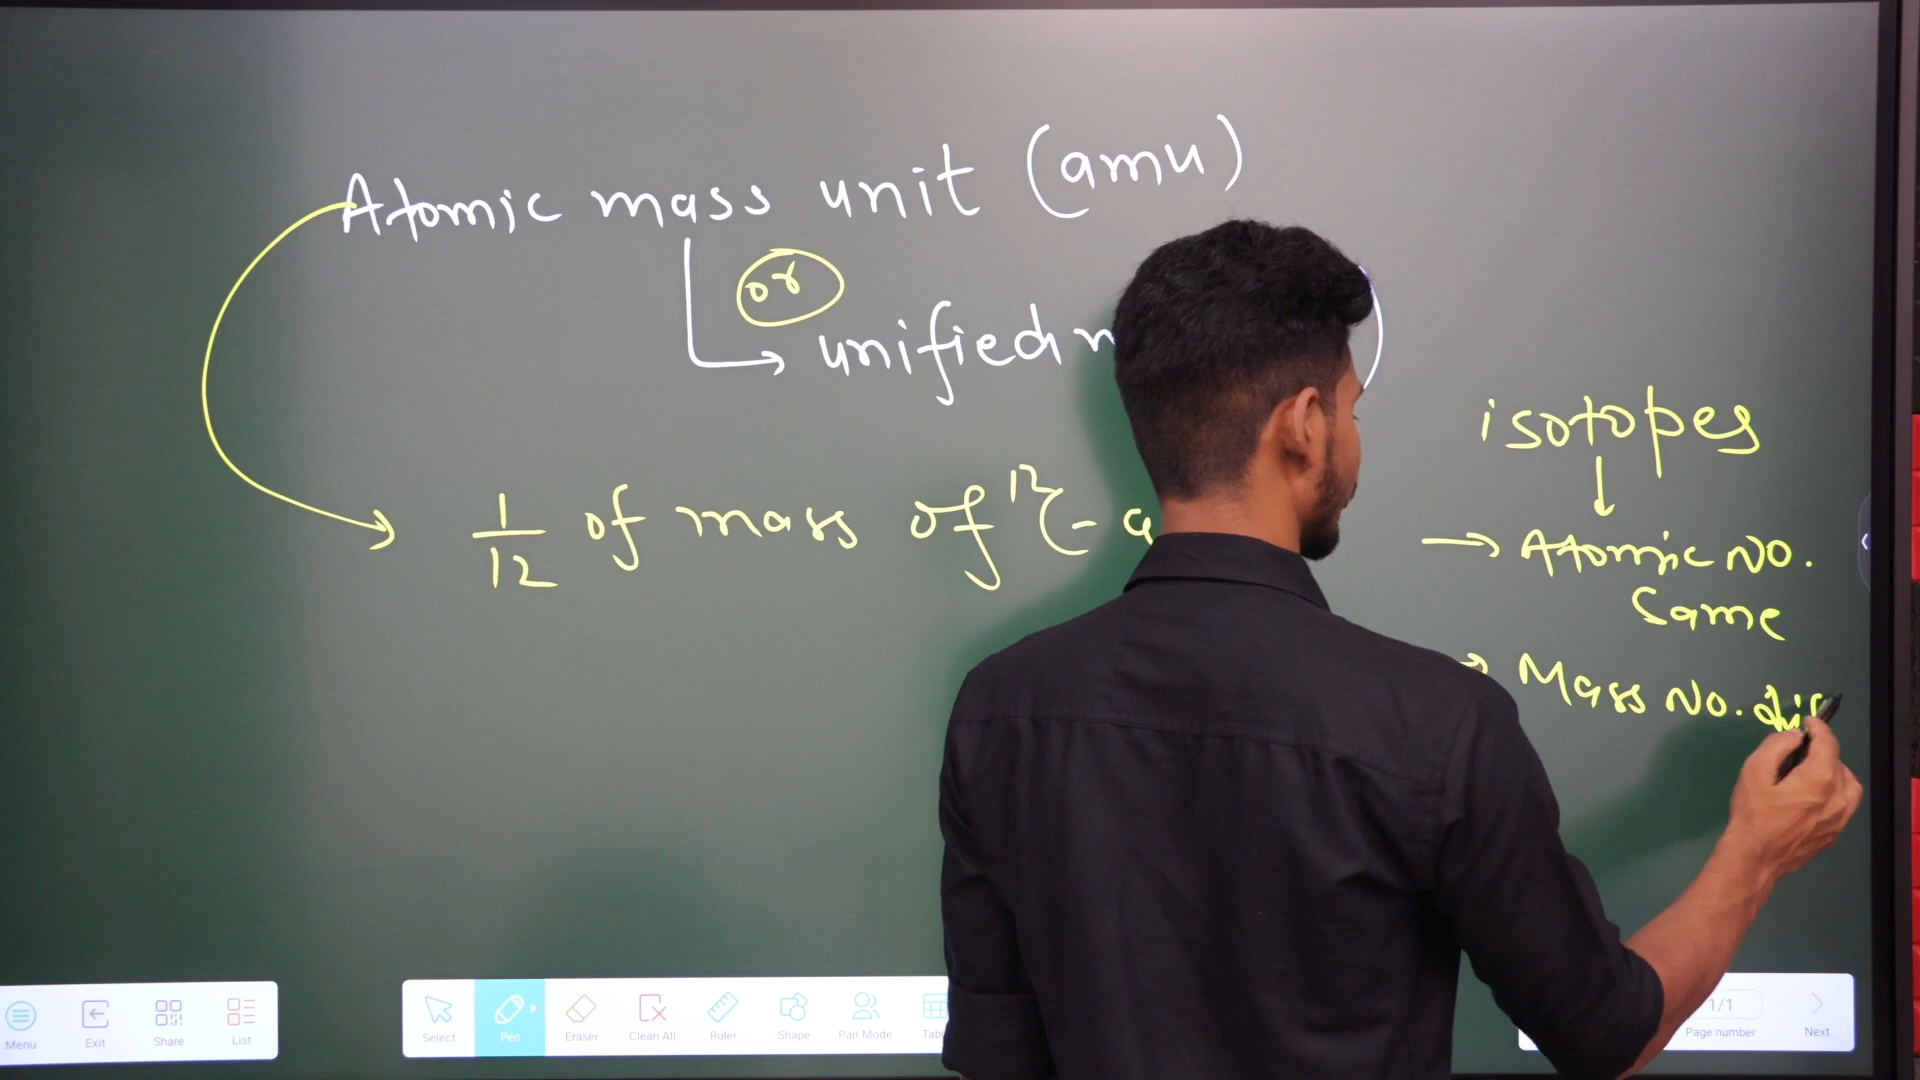 Atomic mass unit (amu)
or
unified
1/12 of mass of ¹²C-
isotopes
→ Atomic No.
Same
→ Mass No.
Menu
Exit
Share
List
Select
Pen
Eraser
Clean All
Ruler
Shape
Pair Mode
1/1
Page number
Next